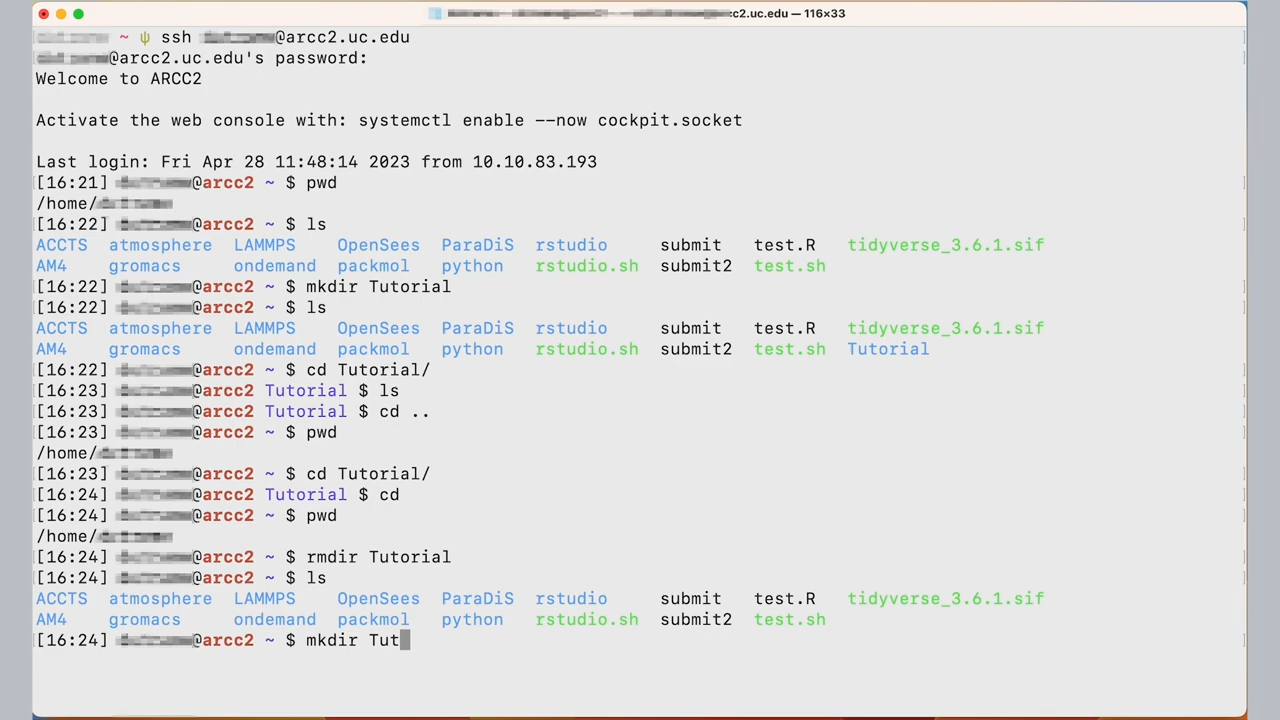 c2.uc.edu — 116×33
~ ψ ssh @arcc2.uc.edu
@arcc2.uc.edu's password:
Welcome to ARCC2
Activate the web console with: systemctl enable --now cockpit.socket
Last login: Fri Apr 28 11:48:14 2023 from 10.10.83.193
[16:21] @arcc2 ~ $ pwd
/home/
[16:22] @arcc2 ~ $ ls
ACCTS atmosphere LAMMPS OpenSees ParaDiS rstudio submit test.R tidyverse_3.6.1.sif
AM4 gromacs ondemand packmol python rstudio.sh submit2 test.sh
[16:22] @arcc2 ~ $ mkdir Tutorial
[16:22] @arcc2 ~ $ ls
ACCTS atmosphere LAMMPS OpenSees ParaDiS rstudio submit test.R tidyverse_3.6.1.sif
AM4 gromacs ondemand packmol python rstudio.sh submit2 test.sh Tutorial
[16:22] @arcc2 ~ $ cd Tutorial/
[16:23] @arcc2 Tutorial $ ls
[16:23] @arcc2 Tutorial $ cd ..
[16:23] @arcc2 ~ $ pwd
/home/
[16:23] @arcc2 ~ $ cd Tutorial/
[16:24] @arcc2 Tutorial $ cd
[16:24] @arcc2 ~ $ pwd
/home/
[16:24] @arcc2 ~ $ rmdir Tutorial
[16:24] @arcc2 ~ $ ls
ACCTS atmosphere LAMMPS OpenSees ParaDiS rstudio submit test.R tidyverse_3.6.1.sif
AM4 gromacs ondemand packmol python rstudio.sh submit2 test.sh
[16:24] @arcc2 ~ $ mkdir Tut